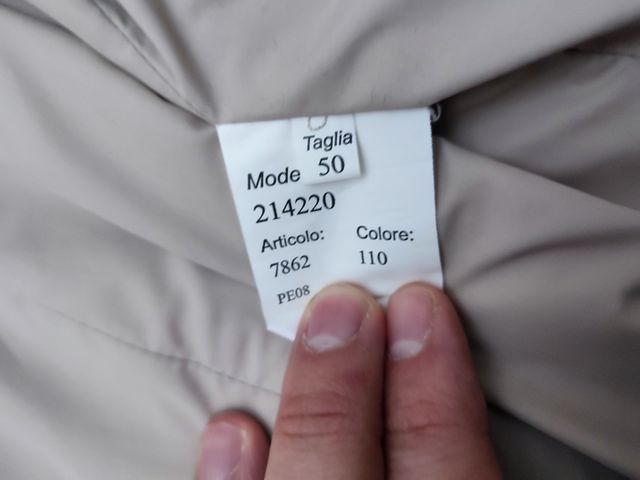 Taglia
50
Mode
214220
Articolo: Colore:
7862 110
PE08